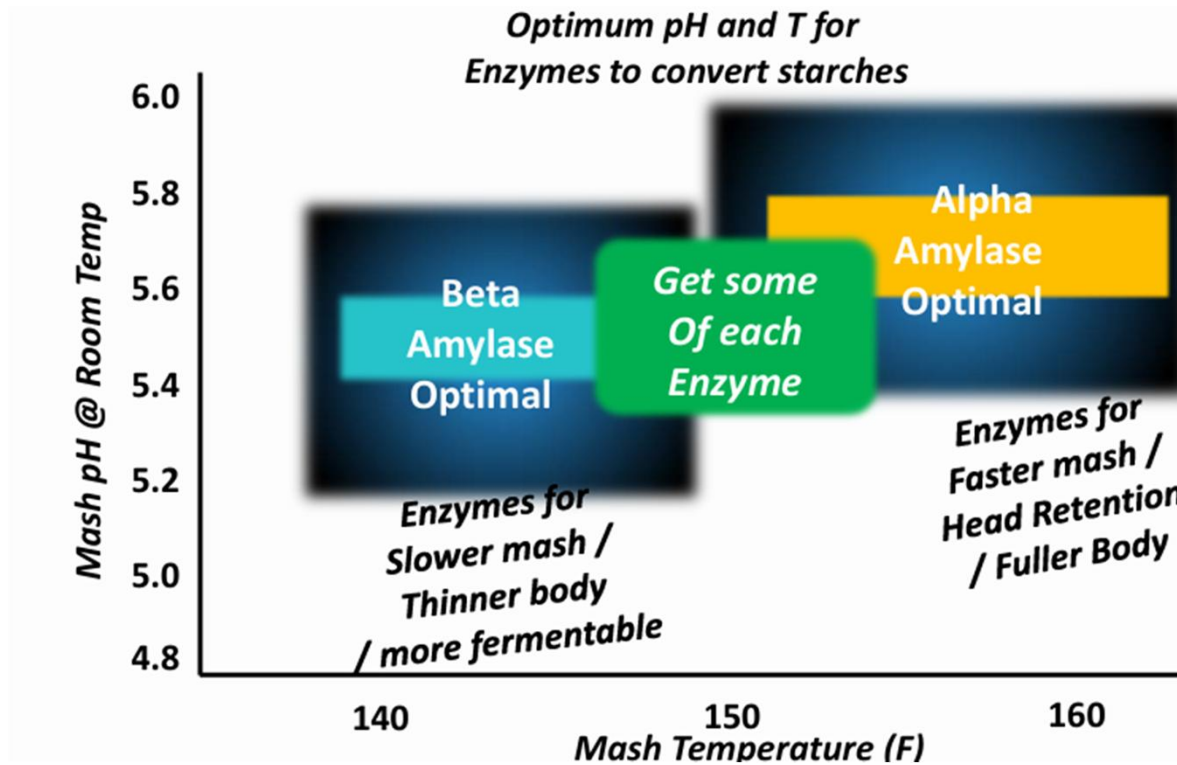 Optimum pH and T for
Enzymes to convert starches
Mash pH @ Room Temp
6.0
5.8
5.6
5.4
5.2
5.0
4.8
Beta
Amylase
Optimal
Get some
Of each
Enzyme
Alpha
Amylase
Optimal
Enzymes for
Slower mash /
Thinner body
/ more fermentable
Enzymes for
Faster mash /
Head Retention
/ Fuller Body
140
150
160
Mash Temperature (F)